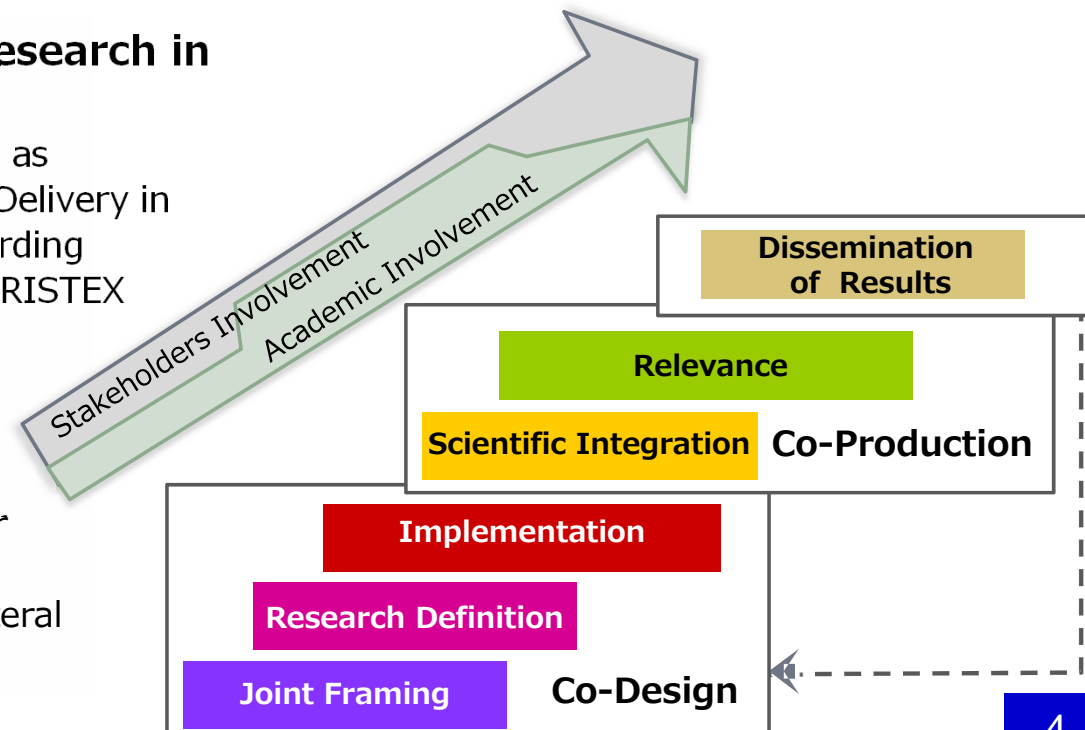 esearch in
as
Delivery in
rding
RISTEX
eral
Stakeholders Involvement
Academic Involvement
Dissemination
of Results
Relevance
Scientific Integration Co-Production
Implementation
Research Definition
Joint Framing Co-Design
4